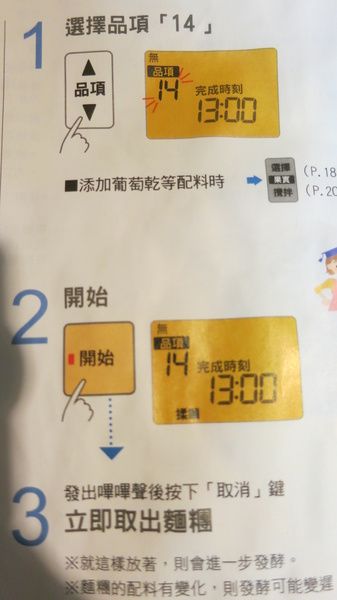 1 選擇品項「14」
▲
品項
▼
無
品項
14 完成時刻
13:00
■添加葡萄乾等配料時
選擇
果實
攪拌
(P.18
(P.20
2 開始
開始
無
品項
14 完成時刻
13:00
3 發出嗶嗶聲後按下「取消」鍵
立即取出麵糰
※就這樣放著，則會進一步發酵。
※麵糰的配料有變化，則發酵可能變遲